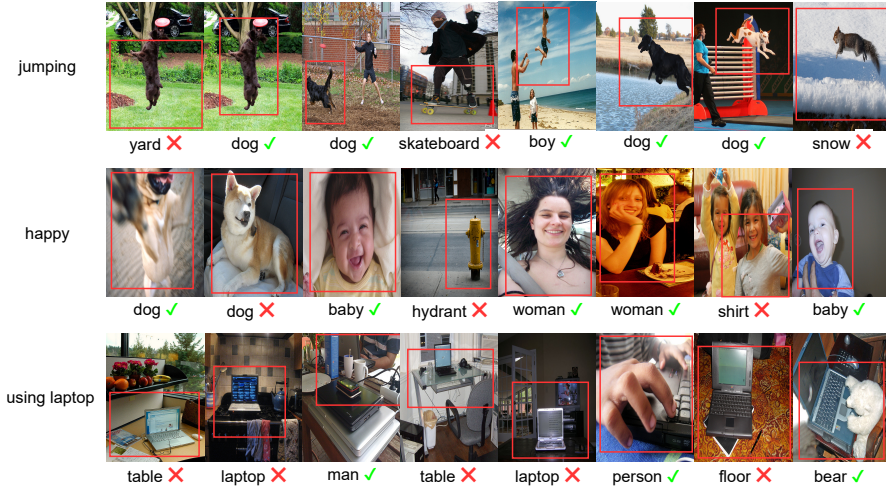 jumping
yard ❌ dog ✓ dog ✓ skateboard ❌ boy ✓ dog ✓ dog ✓ snow ❌
happy
dog ✓ dog ❌ baby ✓ hydrant ❌ woman ✓ woman ✓ shirt ❌ baby ✓
using laptop
table ❌ laptop ❌ man ✓ table ❌ laptop ❌ person ✓ floor ❌ bear ✓